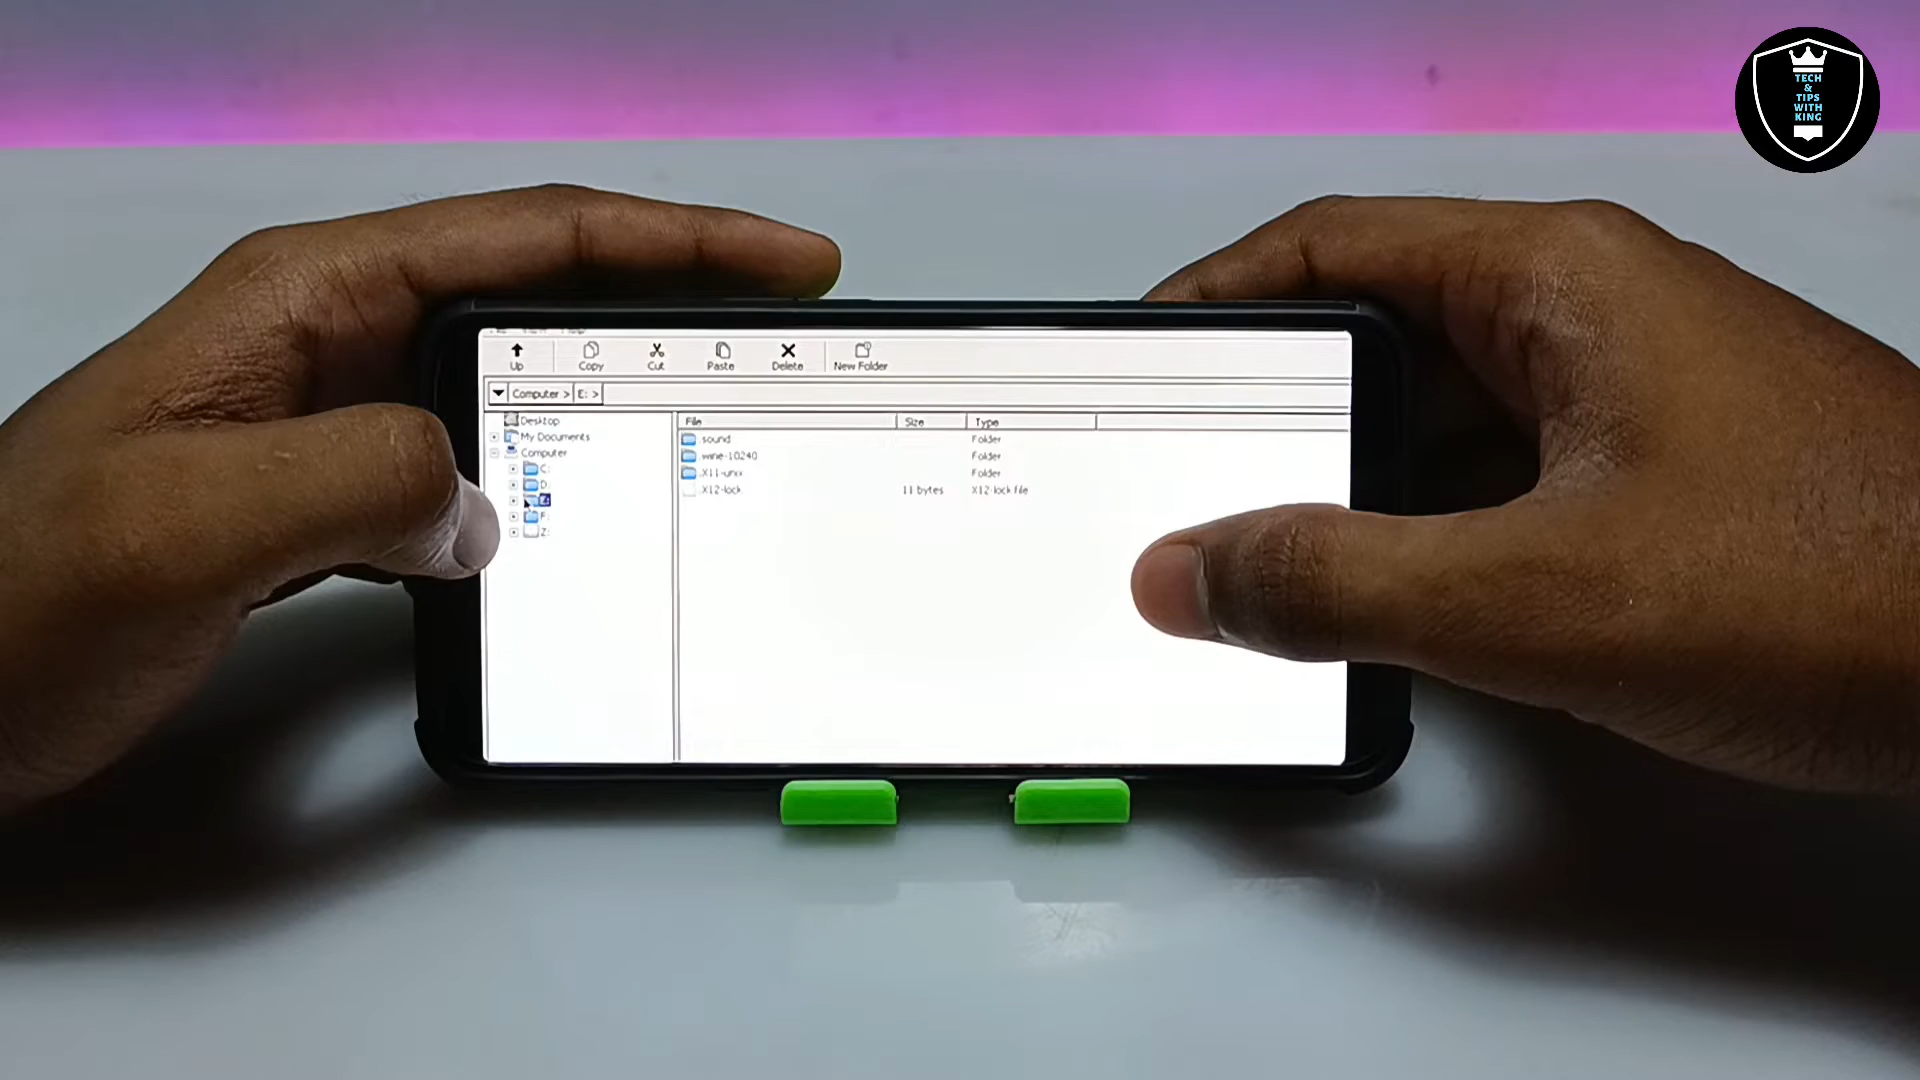 TECH
&
TIPS
WITH
KING
Up Copy Cut Paste Delete New Folder
Computer > E: >
Desktop
My Documents
Computer
C:
D:
E:
F:
Z:
File Size Type
sound Folder
wine-10240 Folder
.X11-unix Folder
.X12-lock 11 bytes X12-lock file